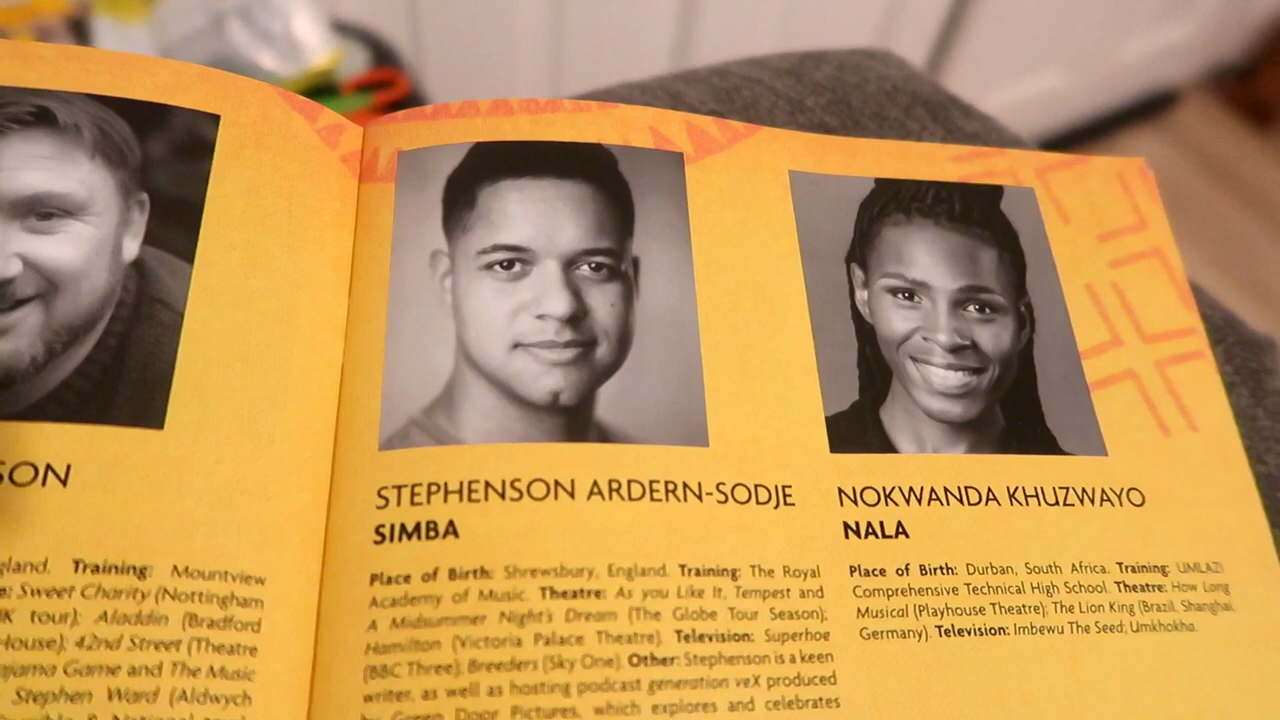 SON
gland. Training: Mountview
Sweet Charity (Nottingham
UK tour); Aladdin (Bradford
House); 42nd Street (Theatre
Pajama Game and The Music
Stephen Ward (Aldwych
STEPHENSON ARDERN-SODJE
SIMBA
Place of Birth: Shrewsbury, England. Training: The Royal
Academy of Music. Theatre: As you Like It, Tempest and
A Midsummer Night's Dream (The Globe Tour Season);
Hamilton (Victoria Palace Theatre). Television: Superhoe
(BBC Three); Breeders (Sky One). Other: Stephenson is a keen
writer, as well as hosting podcast generation veX produced
by Green Door Pictures, which explores and celebrates
NOKWANDA KHUZWAYO
NALA
Place of Birth: Durban, South Africa. Training: UMLAZI
Comprehensive Technical High School. Theatre: How Long
Musical (Playhouse Theatre); The Lion King (Brazil, Shanghai,
Germany). Television: Imbewu The Seed; Umkhokha.